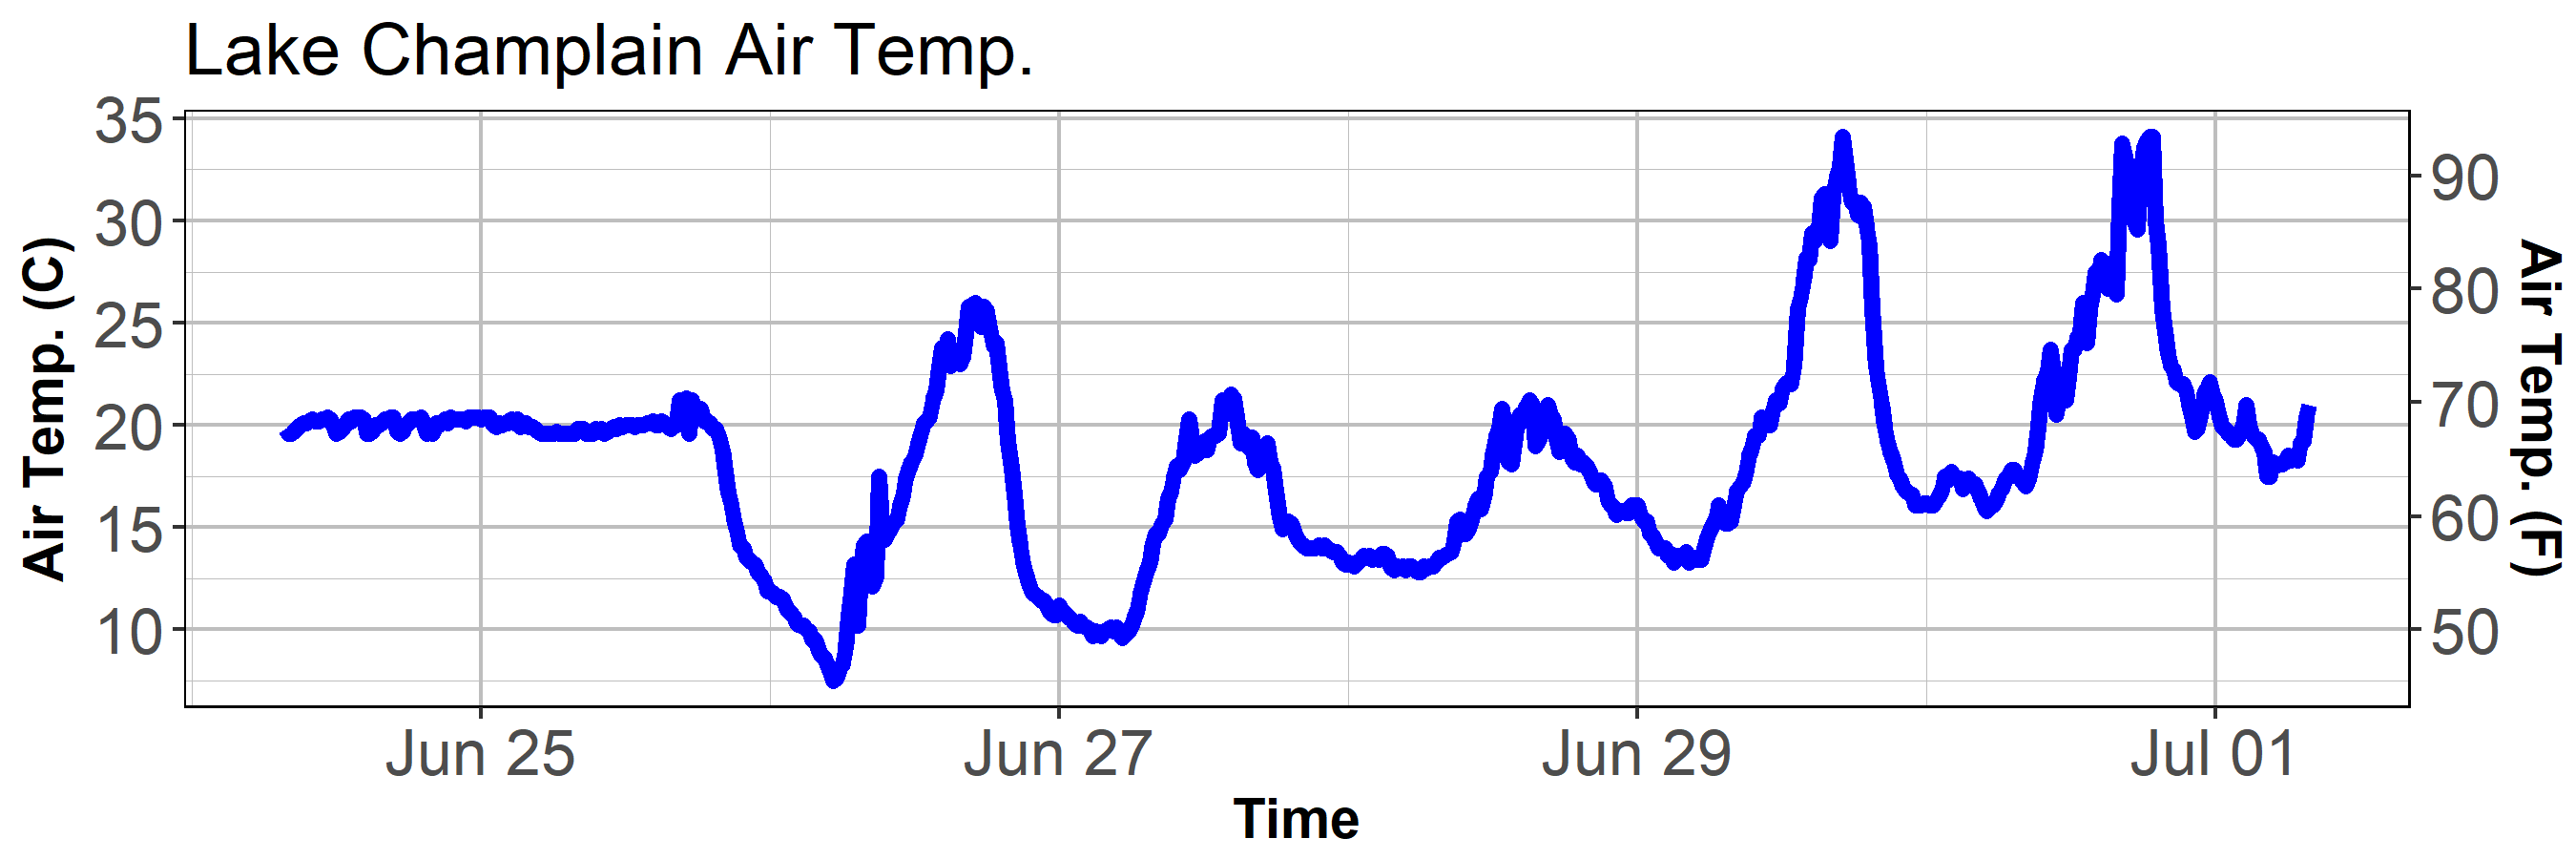 Lake Champlain Air Temp.
35
30
25
20
15
10
Air Temp. (C)
90
80
70
60
50
Air Temp. (F)
Jun 25
Jun 27
Jun 29
Jul 01
Time